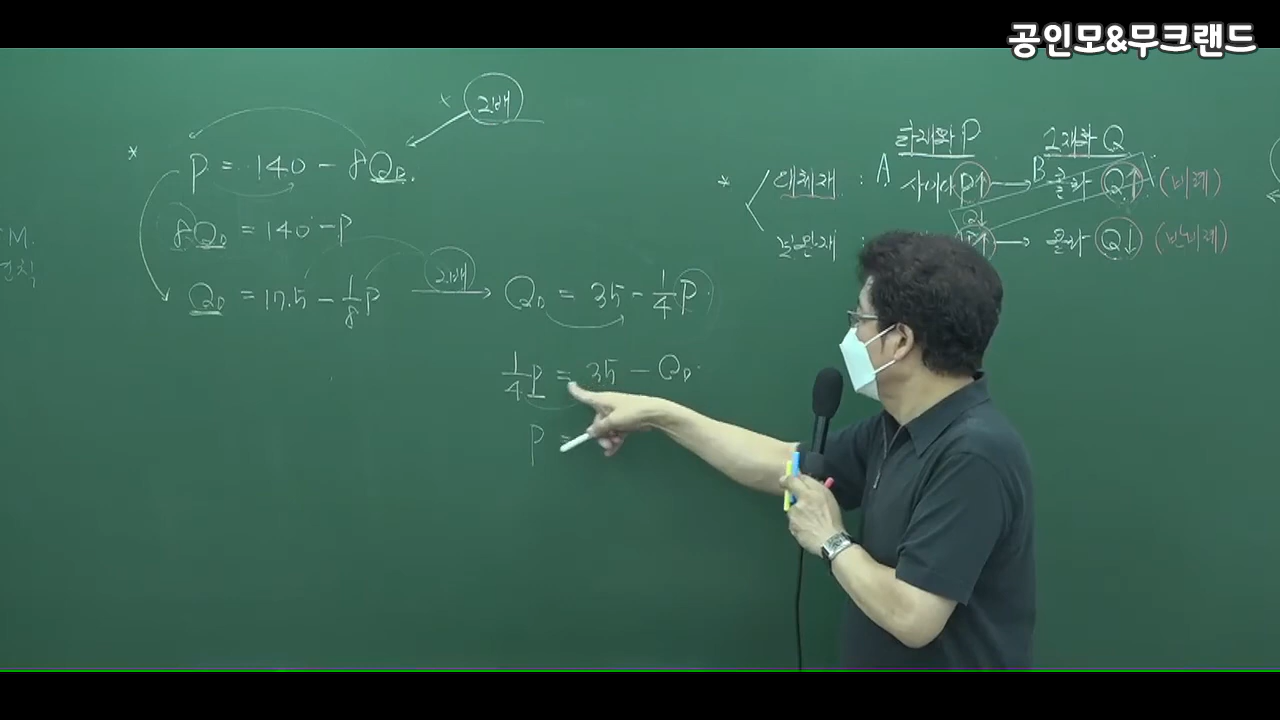 공인모&무크랜드
* P = 140 - 8Q_D.
× 2배
8Q_D = 140 - P
Q_D = 17.5 - 1/8 P
2배
Q_D = 35 - 1/4 P
1/4 P = 35 - Q_D
P =
M.
A 타재화 P
B 그재화 Q
* 대체재 : 사이다 P↑ → 콜라 Q↑ (비례)
Q↓
보완재 : → 콜라 Q↓ (반비례)